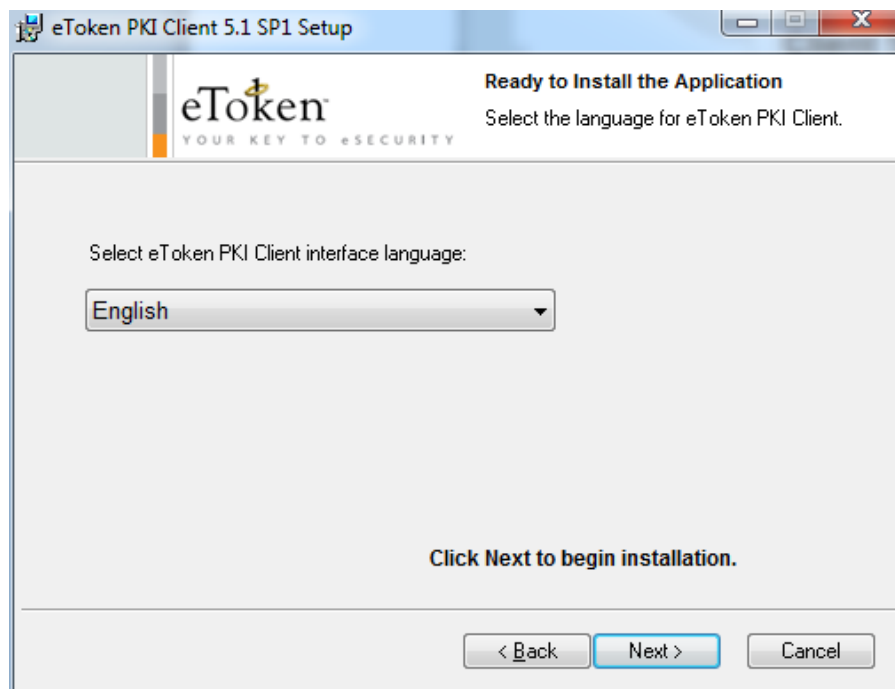 eToken PKI Client 5.1 SP1 Setup
Ready to Install the Application
Select the language for eToken PKI Client.
eToken
YOUR KEY TO eSECURITY
Select eToken PKI Client interface language:
English
Click Next to begin installation.
< Back
Next >
Cancel